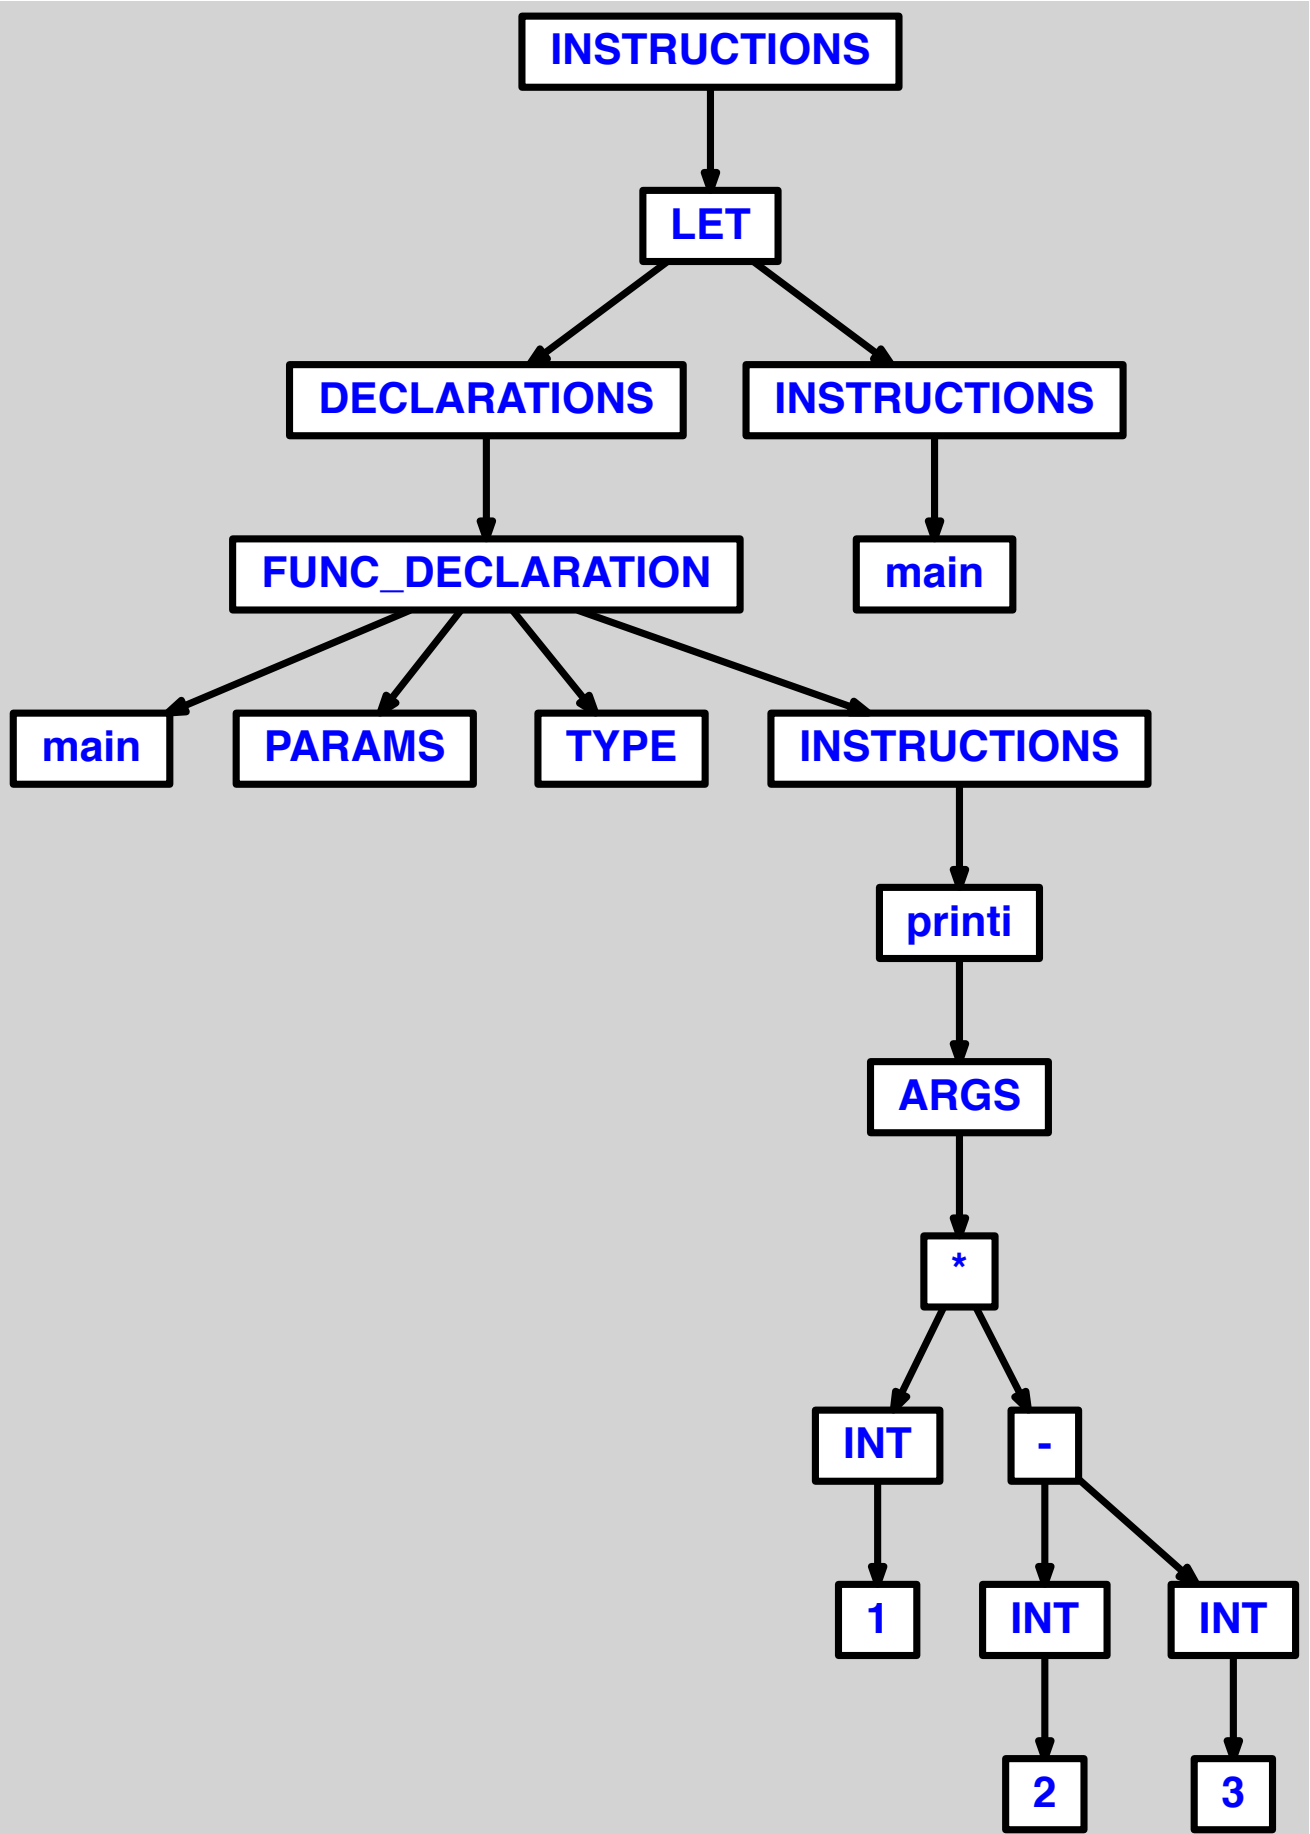 INSTRUCTIONS
LET
DECLARATIONS
INSTRUCTIONS
FUNC_DECLARATION
main
main
PARAMS
TYPE
INSTRUCTIONS
printi
ARGS
*
INT
-
1
INT
INT
2
3